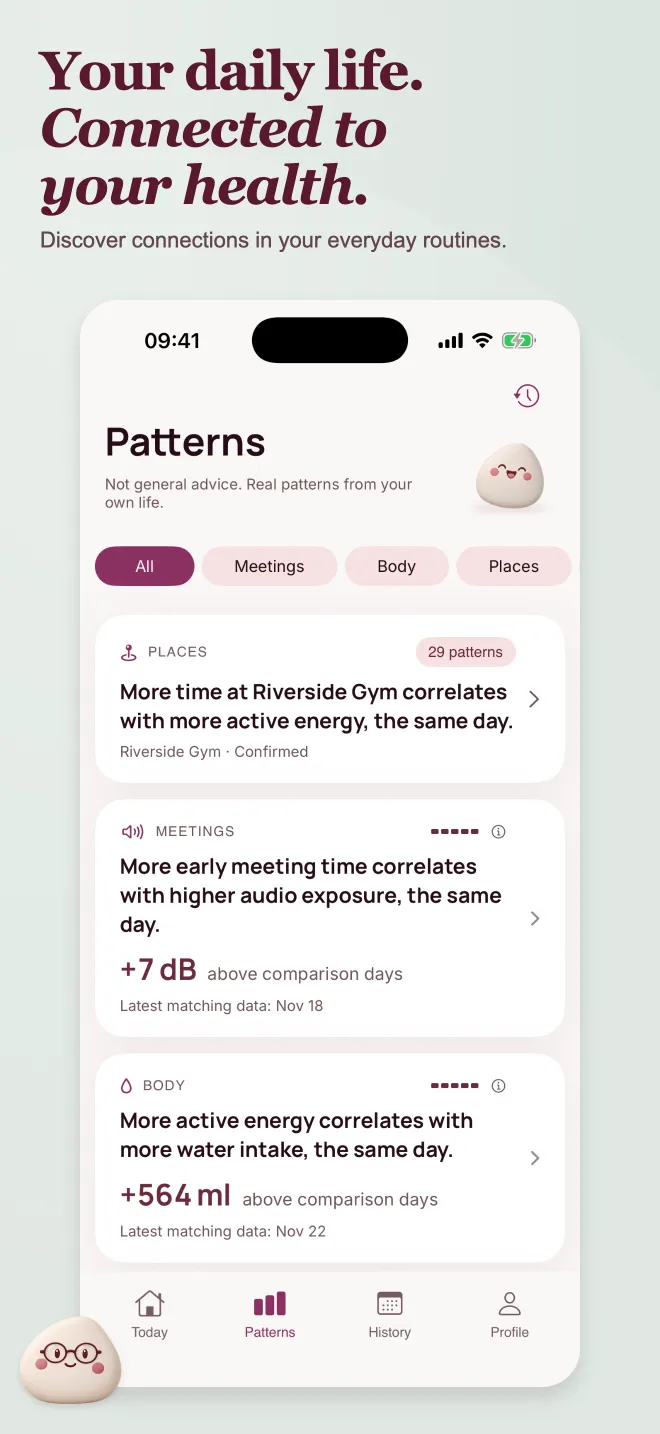 Your daily life.
Connected to
your health.
Discover connections in your everyday routines.
09:41
Patterns
Not general advice. Real patterns from your
own life.
All
Meetings
Body
Places
PLACES
29 patterns
More time at Riverside Gym correlates
with more active energy, the same day.
Riverside Gym · Confirmed
MEETINGS
More early meeting time correlates
with higher audio exposure, the same
day.
+7 dB above comparison days
Latest matching data: Nov 18
BODY
More active energy correlates with
more water intake, the same day.
+564 ml above comparison days
Latest matching data: Nov 22
Today
Patterns
History
Profile